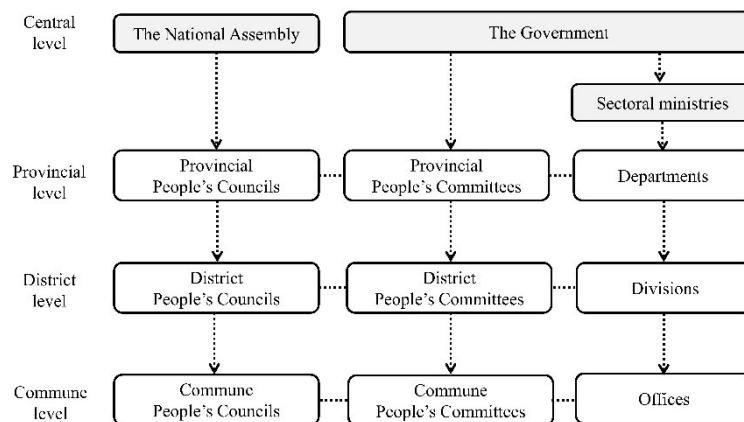 Central
level
The National Assembly
The Government
Sectoral ministries
Provincial
level
Provincial
People's Councils
Provincial
People's Committees
Departments
District
level
District
People's Councils
District
People's Committees
Divisions
Commune
level
Commune
People's Councils
Commune
People's Committees
Offices